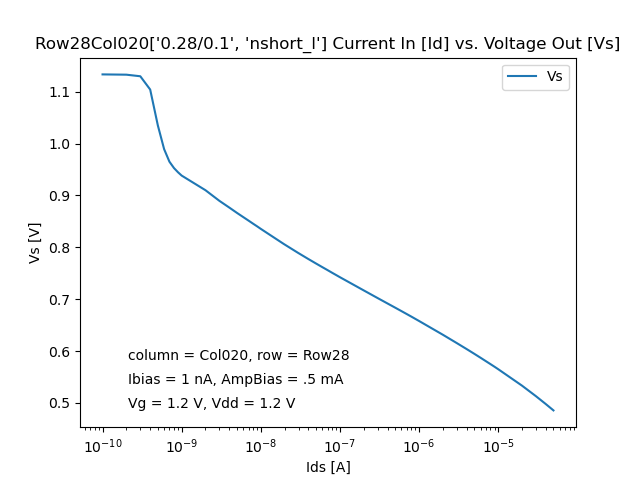 Row28Col020['0.28/0.1', 'nshort_l'] Current In [Id] vs. Voltage Out [Vs]
Vs
1.1
1.0
0.9
0.8
0.7
0.6
0.5
Vs [V]
column = Col020, row = Row28
Ibias = 1 nA, AmpBias = .5 mA
Vg = 1.2 V, Vdd = 1.2 V
10⁻¹⁰ 10⁻⁹ 10⁻⁸ 10⁻⁷ 10⁻⁶ 10⁻⁵
Ids [A]